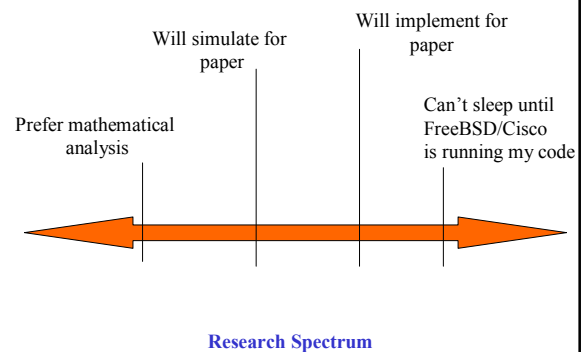 Prefer mathematical
analysis
Will simulate for
paper
Will implement for
paper
Can’t sleep until
FreeBSD/Cisco
is running my code
Research Spectrum